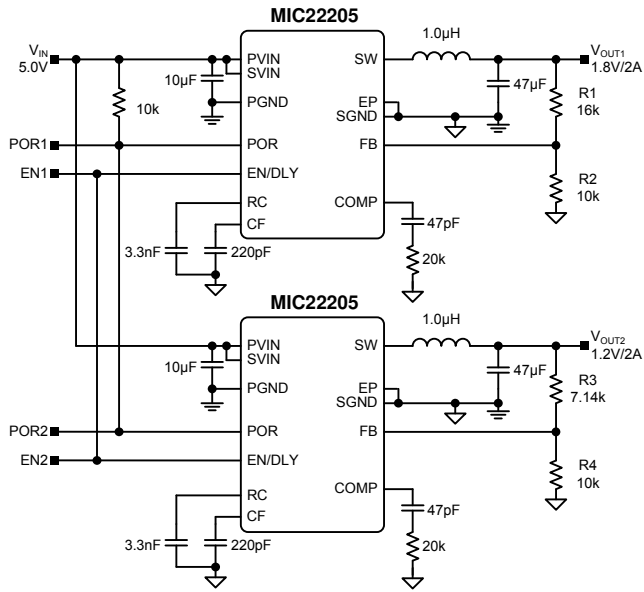 MIC22205
VIN
5.0V
10µF
10k
PVIN
SVIN
PGND
POR
EN/DLY
RC
CF
SW
EP
SGND
FB
COMP
1.0µH
47µF
VOUT1
1.8V/2A
R1
16k
R2
10k
POR1
EN1
3.3nF
220pF
47pF
20k
MIC22205
10µF
PVIN
SVIN
PGND
POR
EN/DLY
RC
CF
SW
EP
SGND
FB
COMP
1.0µH
47µF
VOUT2
1.2V/2A
R3
7.14k
R4
10k
POR2
EN2
3.3nF
220pF
47pF
20k